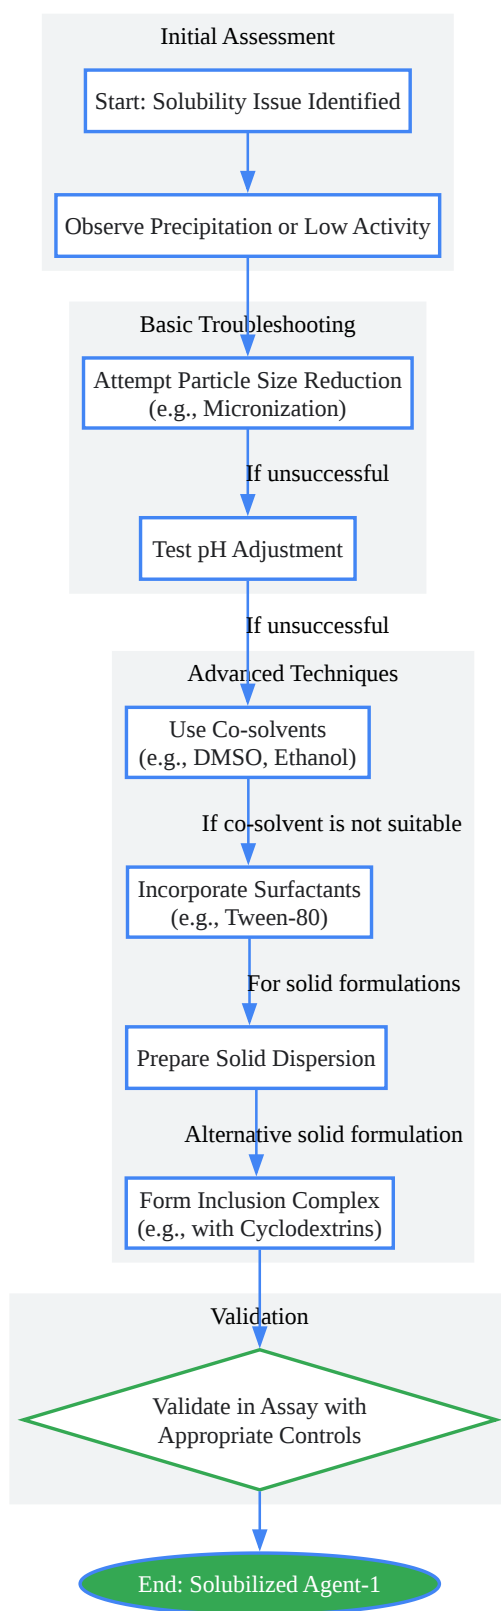 Initial Assessment
Start: Solubility Issue Identified
Observe Precipitation or Low Activity
Basic Troubleshooting
Attempt Particle Size Reduction
(e.g., Micronization)
If unsuccessful
Test pH Adjustment
If unsuccessful
Advanced Techniques
Use Co-solvents
(e.g., DMSO, Ethanol)
If co-solvent is not suitable
Incorporate Surfactants
(e.g., Tween-80)
For solid formulations
Prepare Solid Dispersion
Alternative solid formulation
Form Inclusion Complex
(e.g., with Cyclodextrins)
Validation
Validate in Assay with
Appropriate Controls
End: Solubilized Agent-1